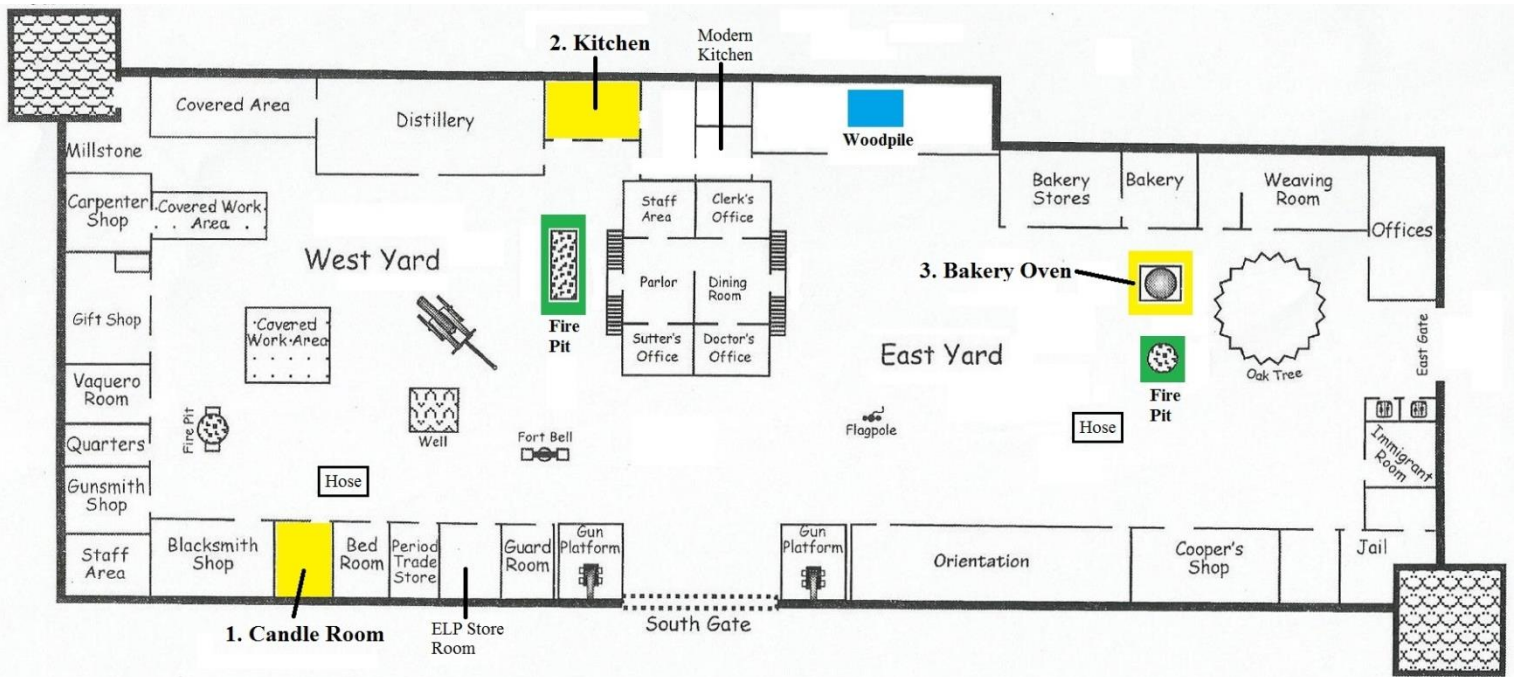 2. Kitchen
Modern
Kitchen
Covered Area
Distillery
Woodpile
Millstone
Carpenter
Shop
Covered Work
Area
Staff
Area
Clerk's
Office
Bakery
Stores
Bakery
Weaving
Room
Offices
West Yard
Parlor
Dining
Room
3. Bakery Oven
Gift Shop
Covered
Work Area
Fire
Pit
Sutter's
Office
Doctor's
Office
East Yard
Oak Tree
East Gate
Vaquero
Room
Fire
Pit
Fire Pit
Well
Fort Bell
Flagpole
Hose
Quarters
Immigrant
Room
Gunsmith
Shop
Hose
Staff
Area
Blacksmith
Shop
Bed
Room
Period
Trade
Store
Guard
Room
Gun
Platform
Gun
Platform
Orientation
Cooper's
Shop
Jail
1. Candle Room
ELP Store
Room
South Gate